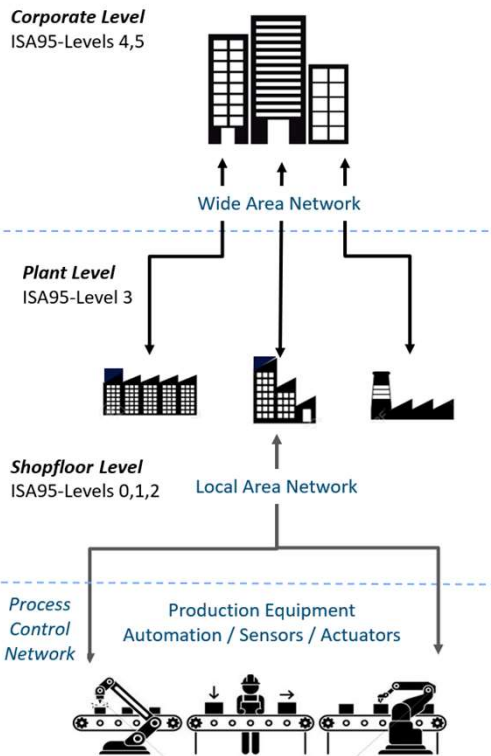 Corporate Level
ISA95-Levels 4,5
Wide Area Network
Plant Level
ISA95-Level 3
Shopfloor Level
ISA95-Levels 0,1,2
Local Area Network
Process
Control
Network
Production Equipment
Automation / Sensors / Actuators